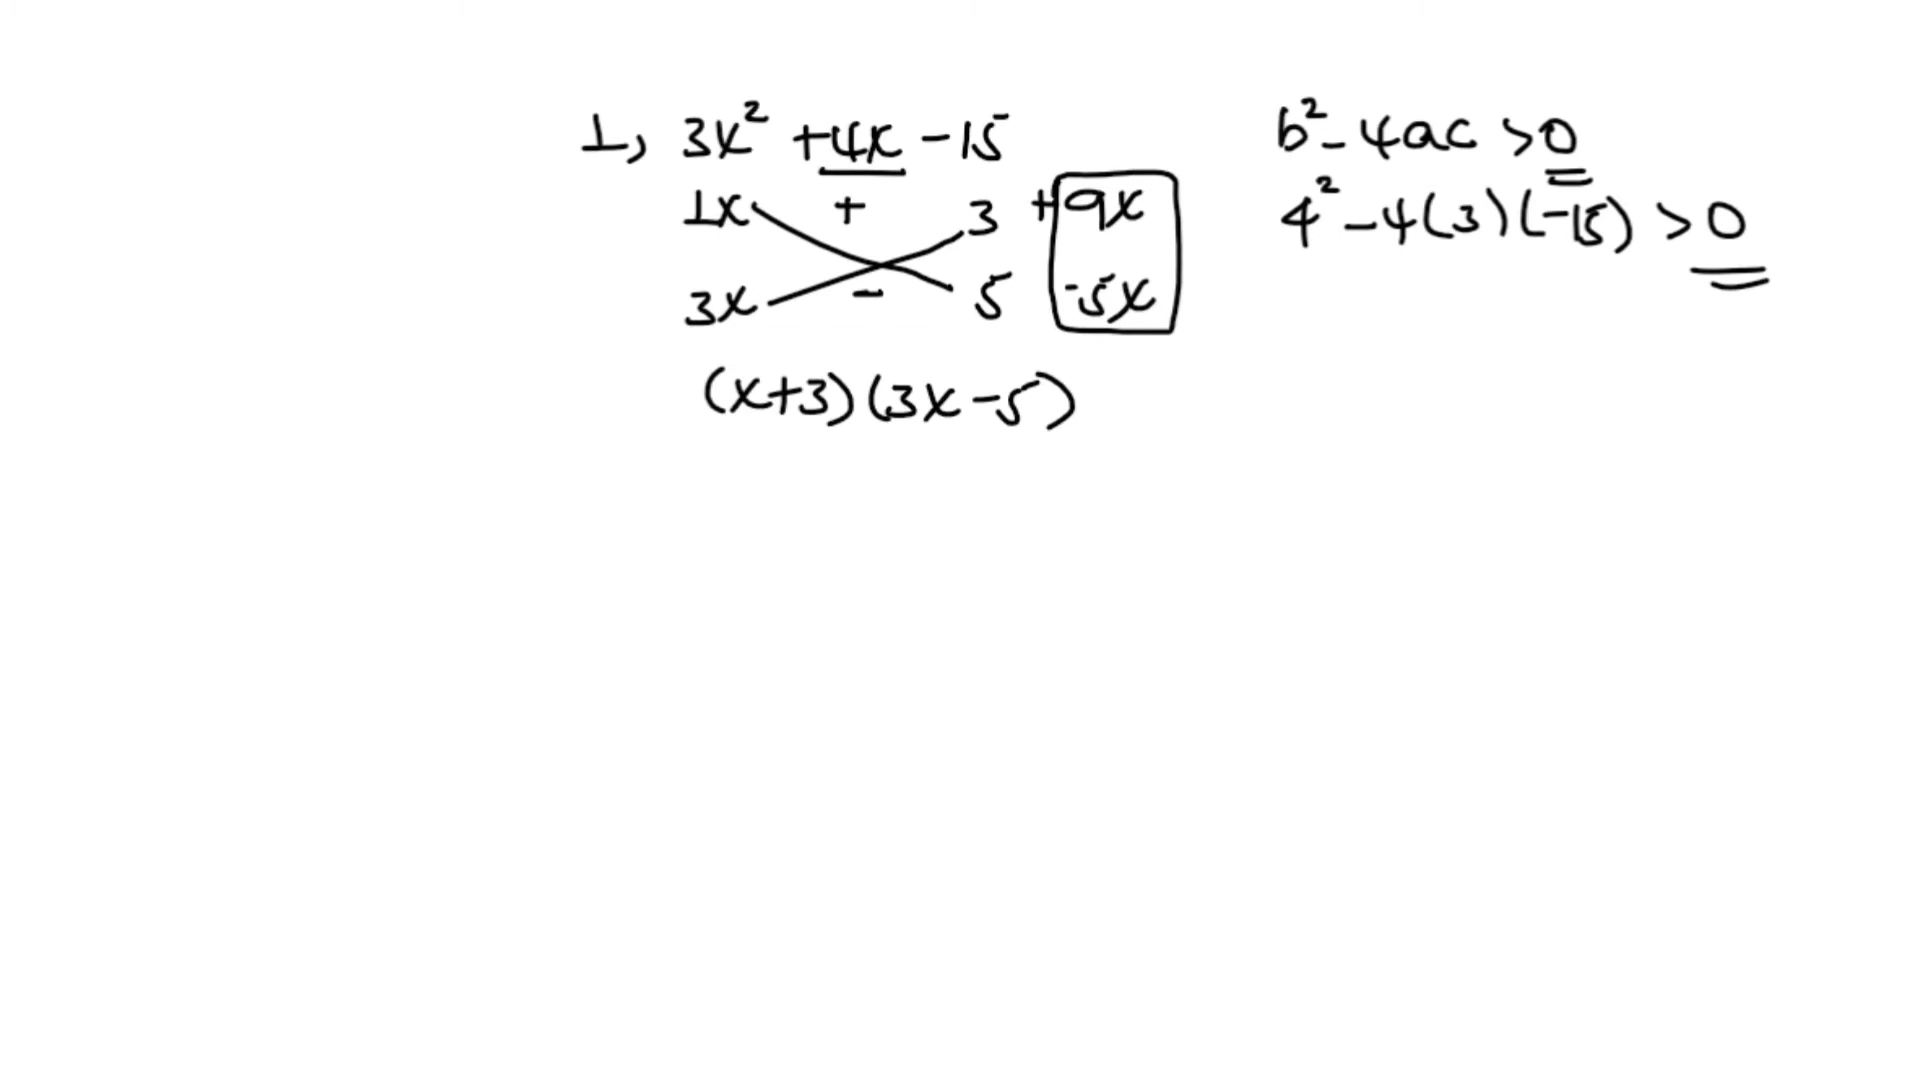 1, 3x² +4x -15
1x + 3 +9x
3x - 5 -5x
(x+3)(3x-5)
b²-4ac >0
4²-4(3)(-15) >0